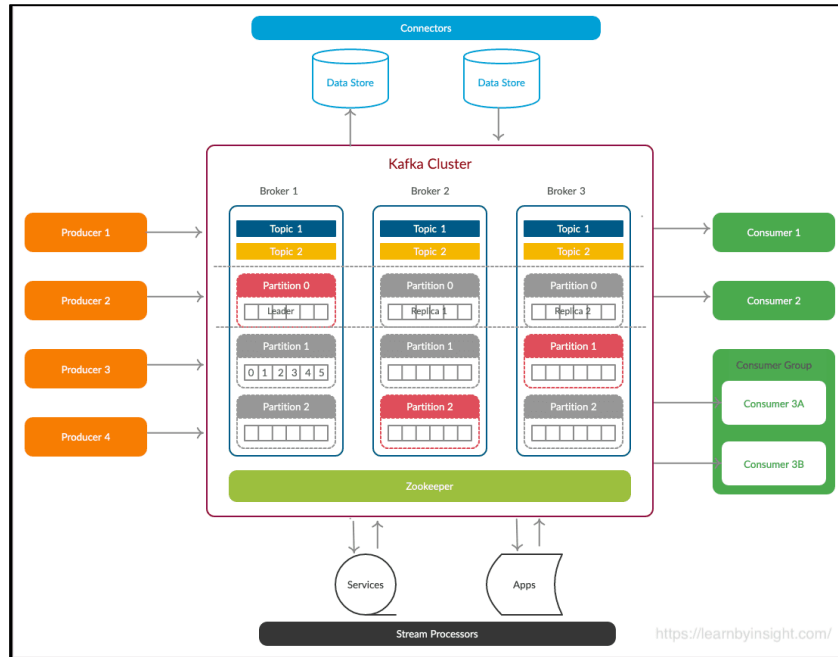 Connectors
Data Store
Data Store
Kafka Cluster
Broker 1
Broker 2
Broker 3
Producer 1
Producer 2
Producer 3
Producer 4
Topic 1
Topic 2
Partition 0
Leader
Partition 1
0 1 2 3 4 5
Partition 2
Topic 1
Topic 2
Partition 0
Replica 1
Partition 1
Partition 2
Topic 1
Topic 2
Partition 0
Replica 2
Partition 1
Partition 2
Zookeeper
Consumer 1
Consumer 2
Consumer Group
Consumer 3A
Consumer 3B
Services
Apps
Stream Processors
https://learnbyinsight.com/